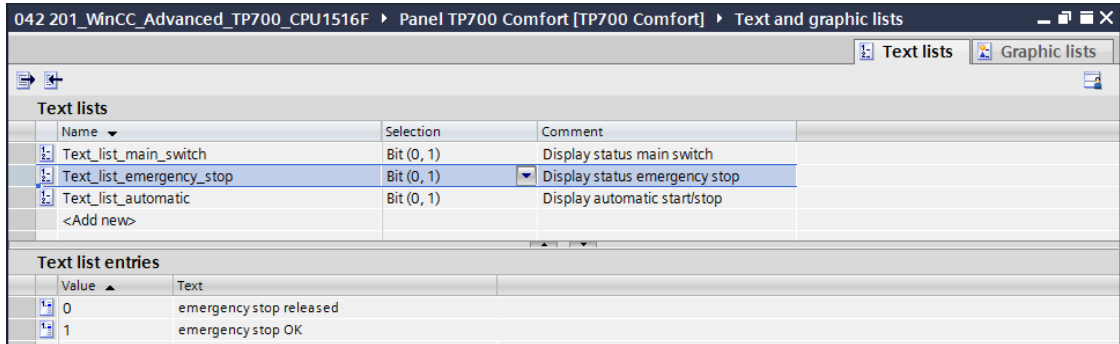 042 201_WinCC_Advanced_TP700_CPU1516F ▸ Panel TP700 Comfort [TP700 Comfort] ▸ Text and graphic lists
Text lists Graphic lists
Text lists
Name Selection Comment
Text_list_main_switch Bit (0, 1) Display status main switch
Text_list_emergency_stop Bit (0, 1) Display status emergency stop
Text_list_automatic Bit (0, 1) Display automatic start/stop
<Add new>
Text list entries
Value Text
0 emergency stop released
1 emergency stop OK